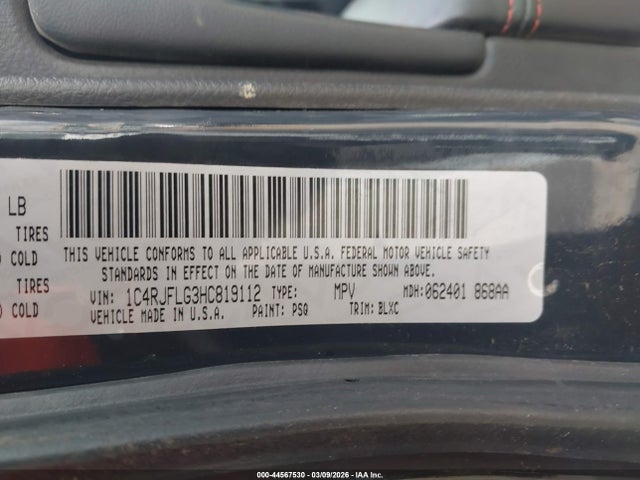 LB
TIRES
COLD
TIRES
COLD
THIS VEHICLE CONFORMS TO ALL APPLICABLE U.S.A. FEDERAL MOTOR VEHICLE SAFETY
STANDARDS IN EFFECT ON THE DATE OF MANUFACTURE SHOWN ABOVE.
VIN: 1C4RJFLG3HC819112 TYPE: MPV MDH:062401 868AA
VEHICLE MADE IN U.S.A. PAINT: PSQ TRIM: BLXC
000-44567530 - 03/09/2026 - IAA Inc.